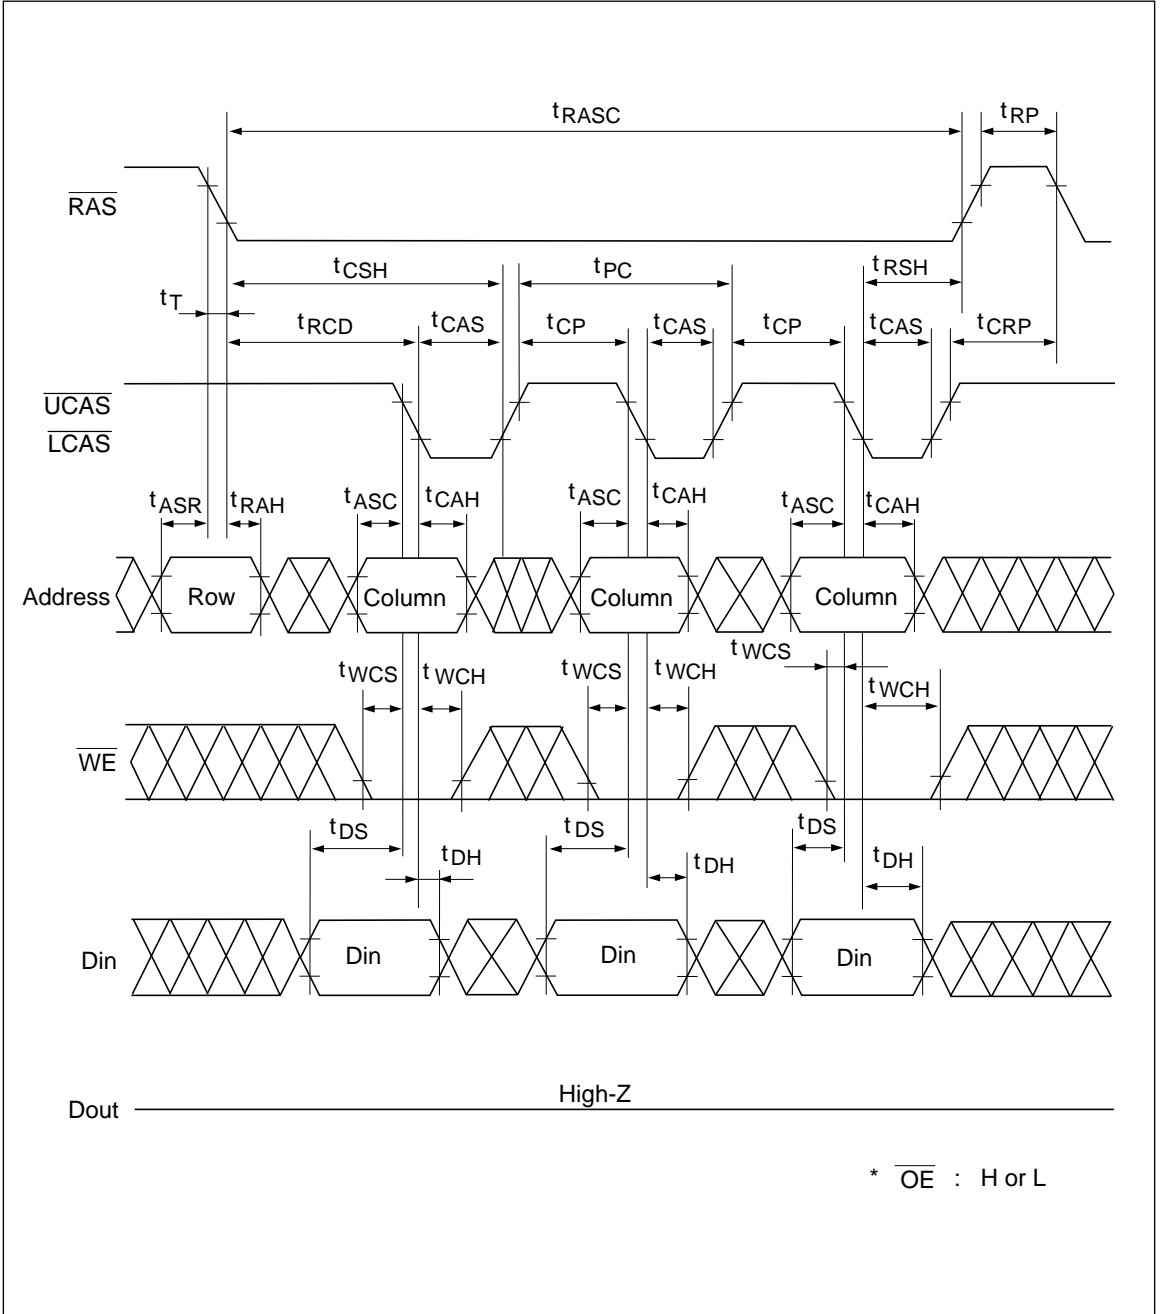 tRASC tRP
RAS
tCSH tPC tRSH
tT
tRCD tCAS tCP tCAS tCP tCAS tCRP
UCAS
LCAS
tASR tRAH tASC tCAH tASC tCAH tASC tCAH
Address Row Column Column Column
tWCS tWCH tWCS tWCH tWCS tWCH
WE
tDS tDH tDS tDH tDS tDH
Din Din Din Din
High-Z
Dout
* OE : H or L